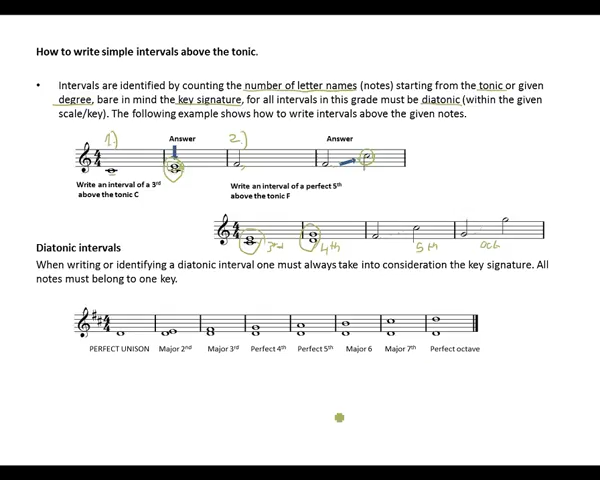 How to write simple intervals above the tonic.
• Intervals are identified by counting the number of letter names (notes) starting from the tonic or given
degree, bare in mind the key signature, for all intervals in this grade must be diatonic (within the given
scale/key). The following example shows how to write intervals above the given notes.
1.) Answer 2.) Answer
Write an interval of a 3rd
above the tonic C
Write an interval of a perfect 5th
above the tonic F
3rd 4th 5th Oct
Diatonic intervals
When writing or identifying a diatonic interval one must always take into consideration the key signature. All
notes must belong to one key.
PERFECT UNISON Major 2nd Major 3rd Perfect 4th Perfect 5th Major 6 Major 7th Perfect octave